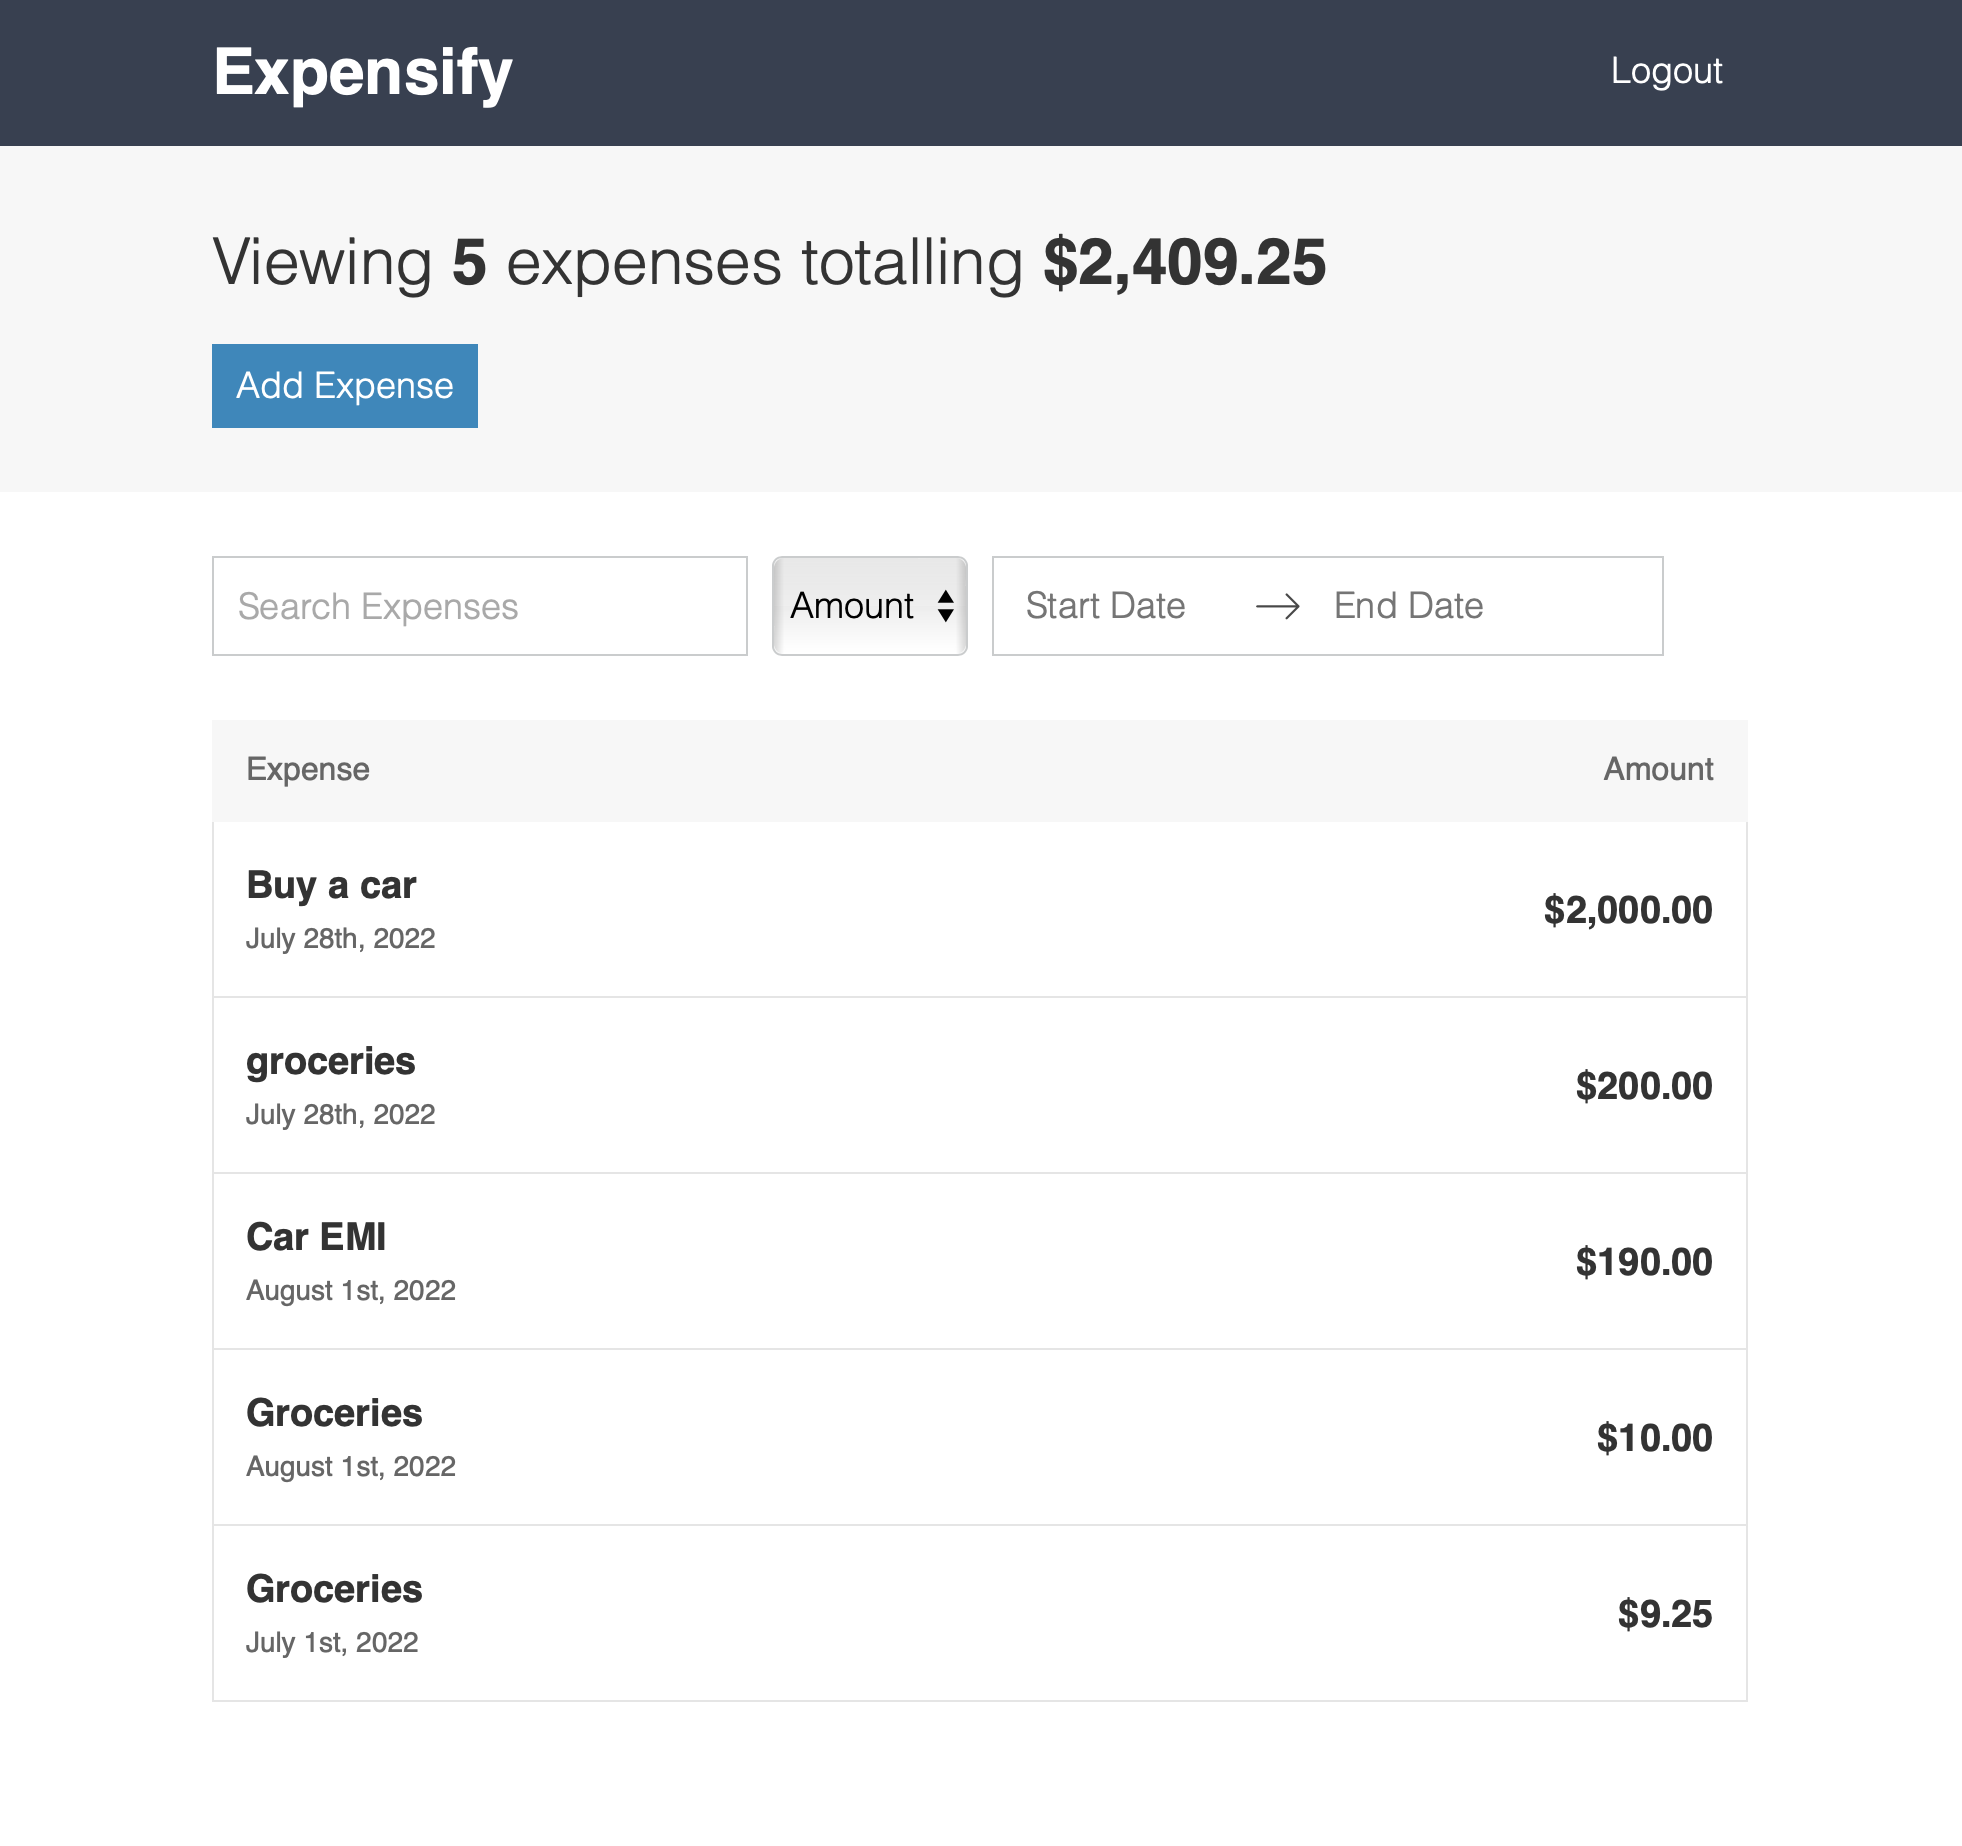 Expensify Logout
Viewing 5 expenses totalling $2,409.25
Add Expense
Search Expenses Amount Start Date → End Date
Expense Amount
Buy a car
July 28th, 2022
$2,000.00
groceries
July 28th, 2022
$200.00
Car EMI
August 1st, 2022
$190.00
Groceries
August 1st, 2022
$10.00
Groceries
July 1st, 2022
$9.25